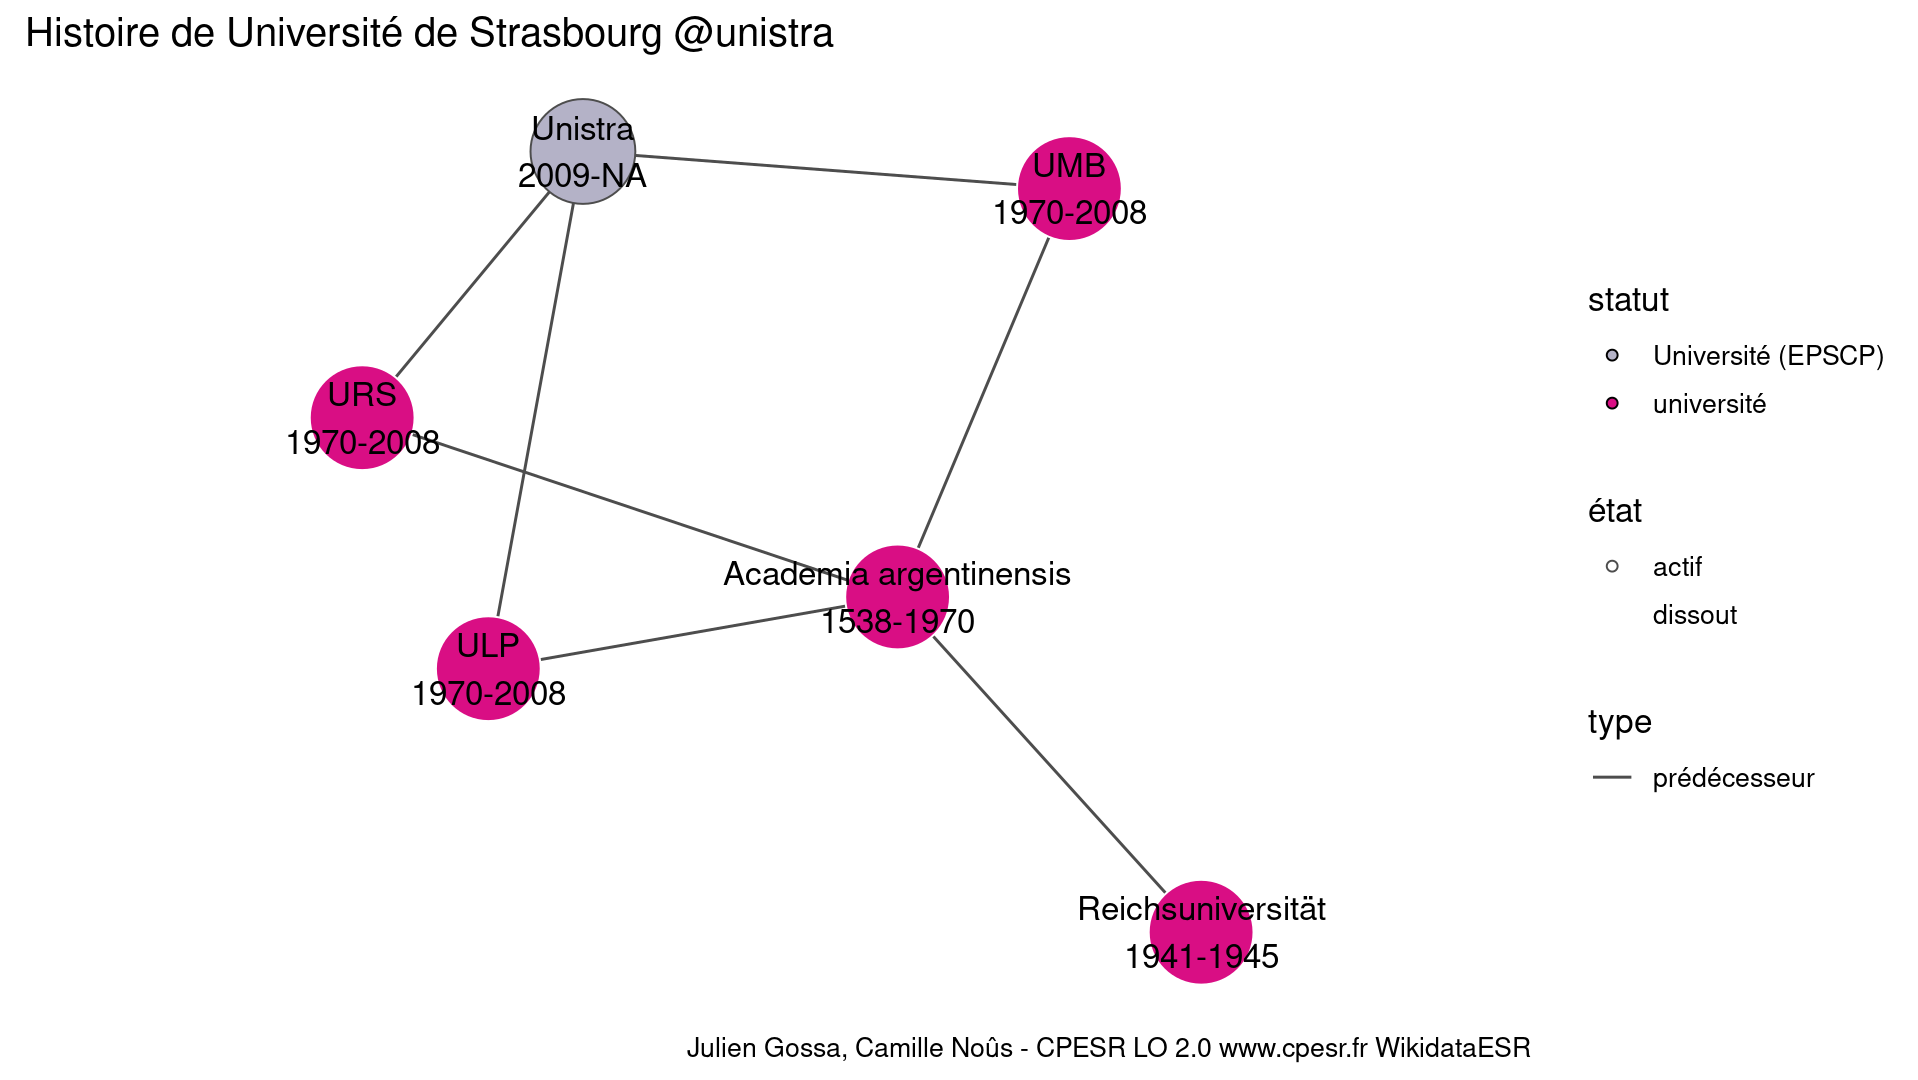 Histoire de Université de Strasbourg @unistra
Unistra
2009-NA
UMB
1970-2008
URS
1970-2008
Academia argentinensis
1538-1970
ULP
1970-2008
Reichsuniversität
1941-1945
statut
Université (EPSCP)
université
état
actif
dissout
type
prédécesseur
Julien Gossa, Camille Noûs - CPESR LO 2.0 www.cpesr.fr WikidataESR